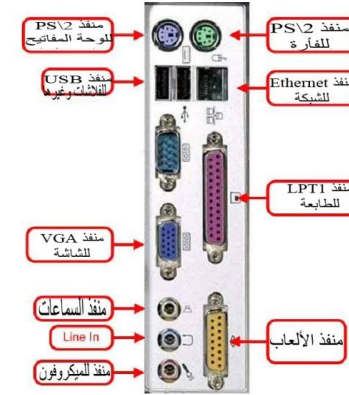 منفذ PS\2
للوحة المفاتيح
منفذ PS\2
للفأرة
منفذ USB
للفلاشات وغيرها
منفذ Ethernet
للشبكة
منفذ LPT1
للطابعة
منفذ VGA
للشاشة
منفذ السماعات
Line In
منفذ الألعاب
منفذ للميكروفون